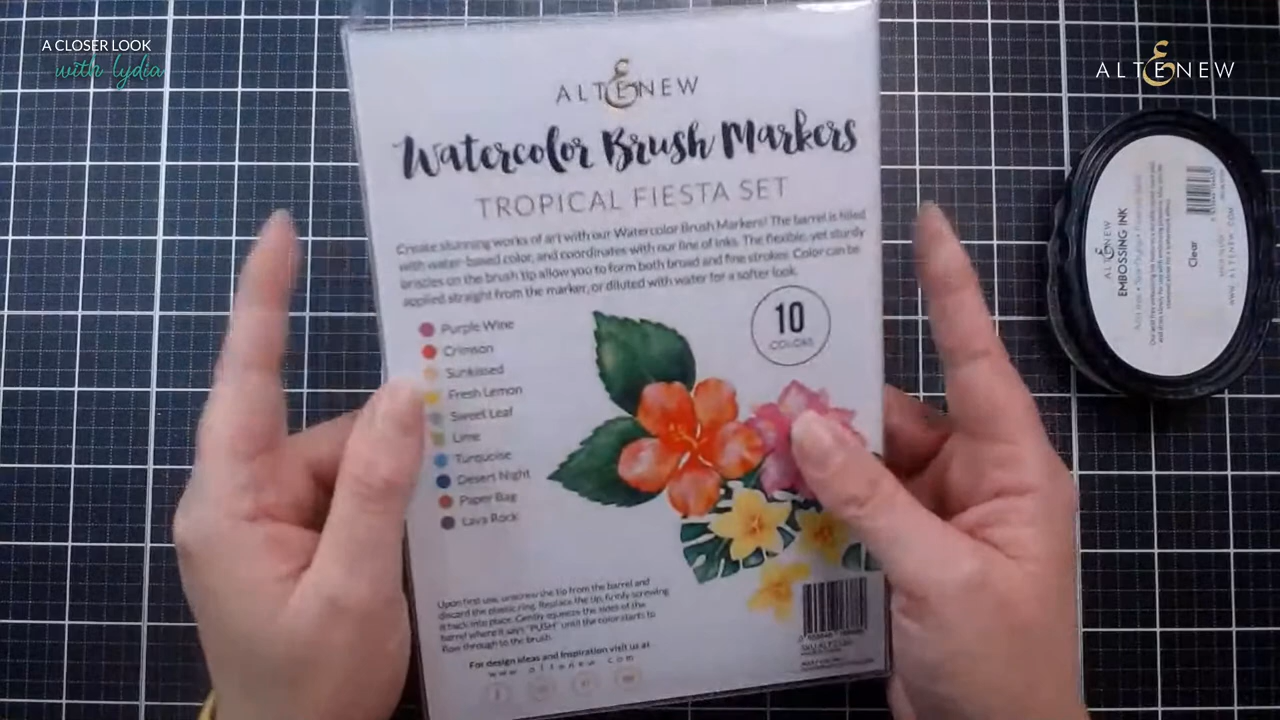 A CLOSER LOOK
with lydia
ALTENEW
ALTENEW
Watercolor Brush Markers
TROPICAL FIESTA SET
Create stunning works of art with our Watercolor Brush Markers! The barrel is filled
with water-based color, and coordinates with our line of inks. The flexible, yet sturdy
bristles on the brush tip allow you to form both broad and fine strokes. Color can be
applied straight from the marker, or diluted with water for a softer look.
10
COLORS
Purple Wine
Crimson
Sunkissed
Fresh Lemon
Sweet Leaf
Lime
Turquoise
Desert Night
Paper Bag
Lava Rock
Upon first use, unscrew the tip from the barrel and
discard the plastic ring. Replace the tip, firmly screwing
it back into place. Gently squeeze the sides of the
barrel where it says "PUSH" until the color starts to
flow through to the brush.
For design ideas and inspiration visit us at
www.altenew.com
ALTENEW
EMBOSSING INK
Clear
WWW.ALTENEW.COM